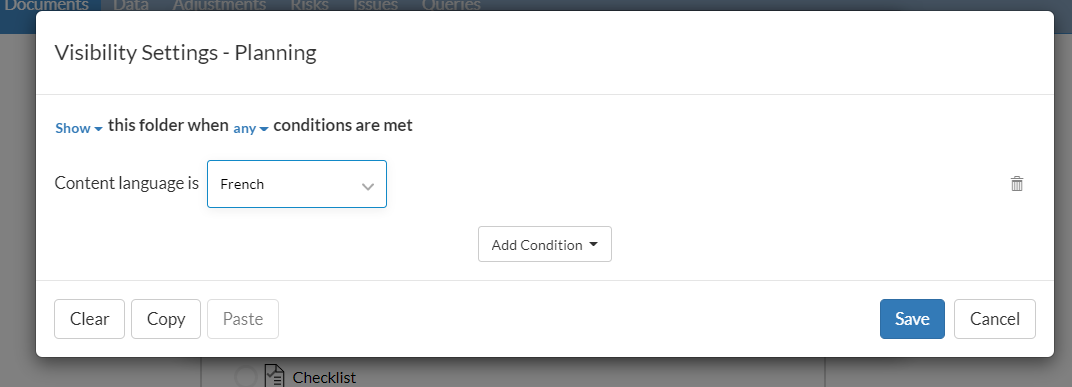 Documents Data Adjustments Risks Issues Queries
Visibility Settings - Planning
Show this folder when any conditions are met
Content language is French
Add Condition
Clear Copy Paste Save Cancel
Checklist